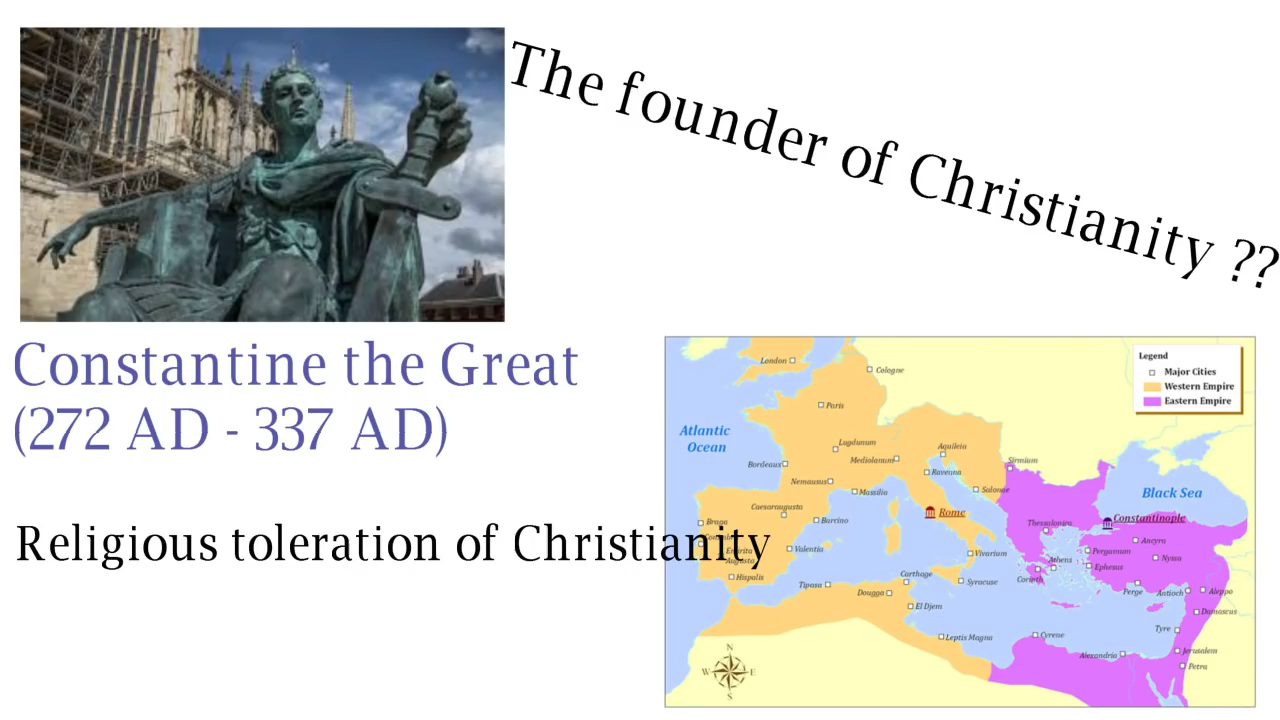 The founder of Christianity ??
Constantine the Great
(272 AD - 337 AD)
Religious toleration of Christianity
Legend
Major Cities
Western Empire
Eastern Empire
London
Cologne
Paris
Atlantic
Ocean
Lugdunum
Mediolanum
Aquileia
Ravenna
Bordeaux
Nemausus
Massilia
Salonae
Sirmium
Black Sea
Caesaraugusta
Barcino
Rome
Constantinople
Braga
Thessalonica
Ancyra
Emirita
Augusta
Valentia
Vivarium
Pergamum
Nyssa
Athens
Ephesus
Hispalis
Tipasa
Carthage
Dougga
Syracuse
Corinth
Perge
Antioch
Aleppo
El Djem
Damascus
Leptis Magna
Cyrene
Tyre
Alexandria
Jerusalem
Petra
N
W
E
S